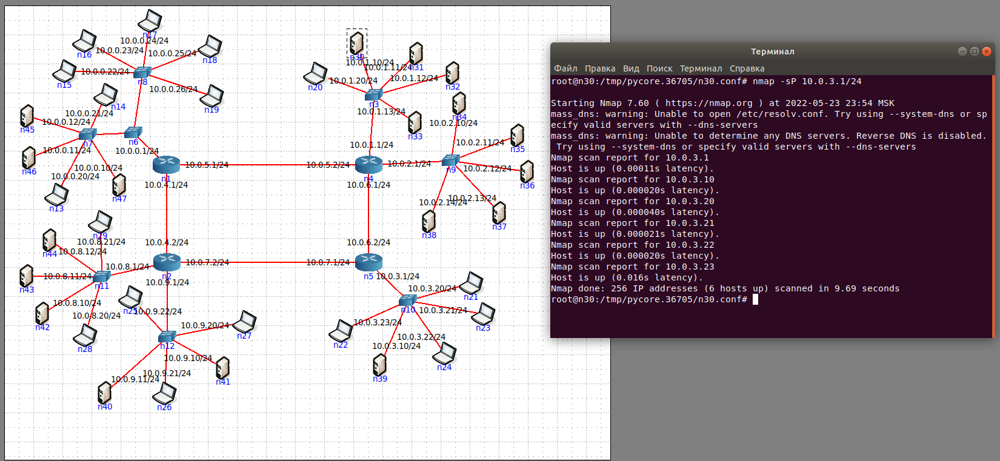 n17
10.0.0.24/24
n16
10.0.0.23/24
10.0.0.25/24
n18
n15
10.0.0.22/24
n8
10.0.0.26/24
n19
n14
10.0.0.21/24
n45
10.0.0.12/24
n7
n6
10.0.0.11/24
10.0.0.1/24
n46
10.0.0.10/24
10.0.0.20/24
n47
n13
n1
10.0.5.1/24
10.0.4.1/24
n30
10.0.1.10/24
10.0.1.11/24
n31
n20
10.0.1.20/24
10.0.1.12/24
n32
n3
10.0.1.13/24
n33
n34
10.0.2.10/24
10.0.2.11/24
n35
10.0.1.1/24
10.0.5.2/24
10.0.2.1/24
n9
10.0.2.12/24
n36
n4
10.0.6.1/24
10.0.2.14/24
10.0.2.13/24
n37
n38
n29
10.0.8.21/24
n44
10.0.8.12/24
10.0.4.2/24
10.0.6.2/24
10.0.8.1/24
10.0.7.2/24
10.0.7.1/24
n2
n43
10.0.8.11/24
n11
10.0.9.1/24
n5
10.0.3.1/24
10.0.8.10/24
n42
10.0.8.20/24
n28
n25
10.0.9.22/24
10.0.9.20/24
n27
n12
10.0.9.10/24
10.0.9.21/24
10.0.9.11/24
n41
n40
n26
10.0.3.20/24
n21
n10
10.0.3.21/24
n23
10.0.3.23/24
n22
10.0.3.22/24
10.0.3.10/24
n24
n39
Терминал
Файл Правка Вид Поиск Терминал Справка
root@n30:/tmp/pycore.36705/n30.conf# nmap -sP 10.0.3.1/24
Starting Nmap 7.60 ( https://nmap.org ) at 2022-05-23 23:54 MSK
mass_dns: warning: Unable to open /etc/resolv.conf. Try using --system-dns or sp
ecify valid servers with --dns-servers
mass_dns: warning: Unable to determine any DNS servers. Reverse DNS is disabled.
Try using --system-dns or specify valid servers with --dns-servers
Nmap scan report for 10.0.3.1
Host is up (0.00011s latency).
Nmap scan report for 10.0.3.10
Host is up (0.000020s latency).
Nmap scan report for 10.0.3.20
Host is up (0.000040s latency).
Nmap scan report for 10.0.3.21
Host is up (0.000021s latency).
Nmap scan report for 10.0.3.22
Host is up (0.000020s latency).
Nmap scan report for 10.0.3.23
Host is up (0.016s latency).
Nmap done: 256 IP addresses (6 hosts up) scanned in 9.69 seconds
root@n30:/tmp/pycore.36705/n30.conf#